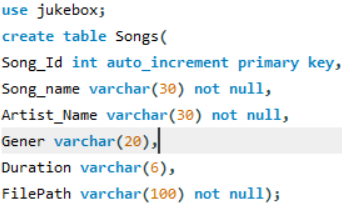 use jukebox;
create table Songs(
Song_Id int auto_increment primary key,
Song_name varchar(30) not null,
Artist_Name varchar(30) not null,
Gener varchar(20),
Duration varchar(6),
FilePath varchar(100) not null);